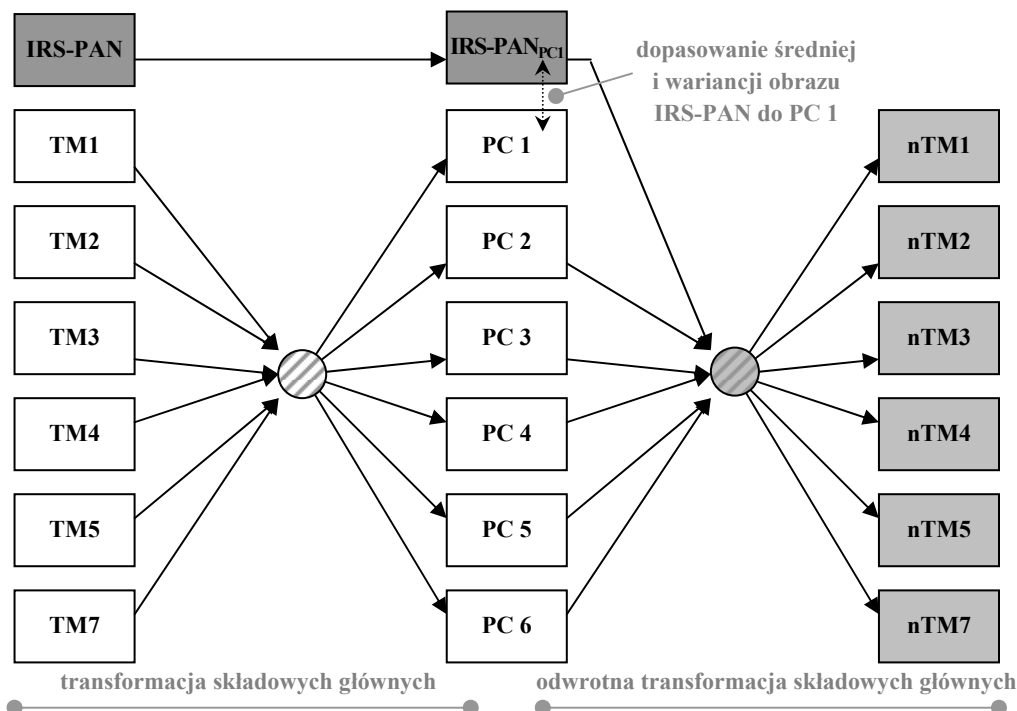 IRS-PAN
IRS-PANPC1
dopasowanie średniej
i wariancji obrazu
IRS-PAN do PC 1
TM1
PC 1
nTM1
TM2
PC 2
nTM2
TM3
PC 3
nTM3
TM4
PC 4
nTM4
TM5
PC 5
nTM5
TM7
PC 6
nTM7
transformacja składowych głównych
odwrotna transformacja składowych głównych